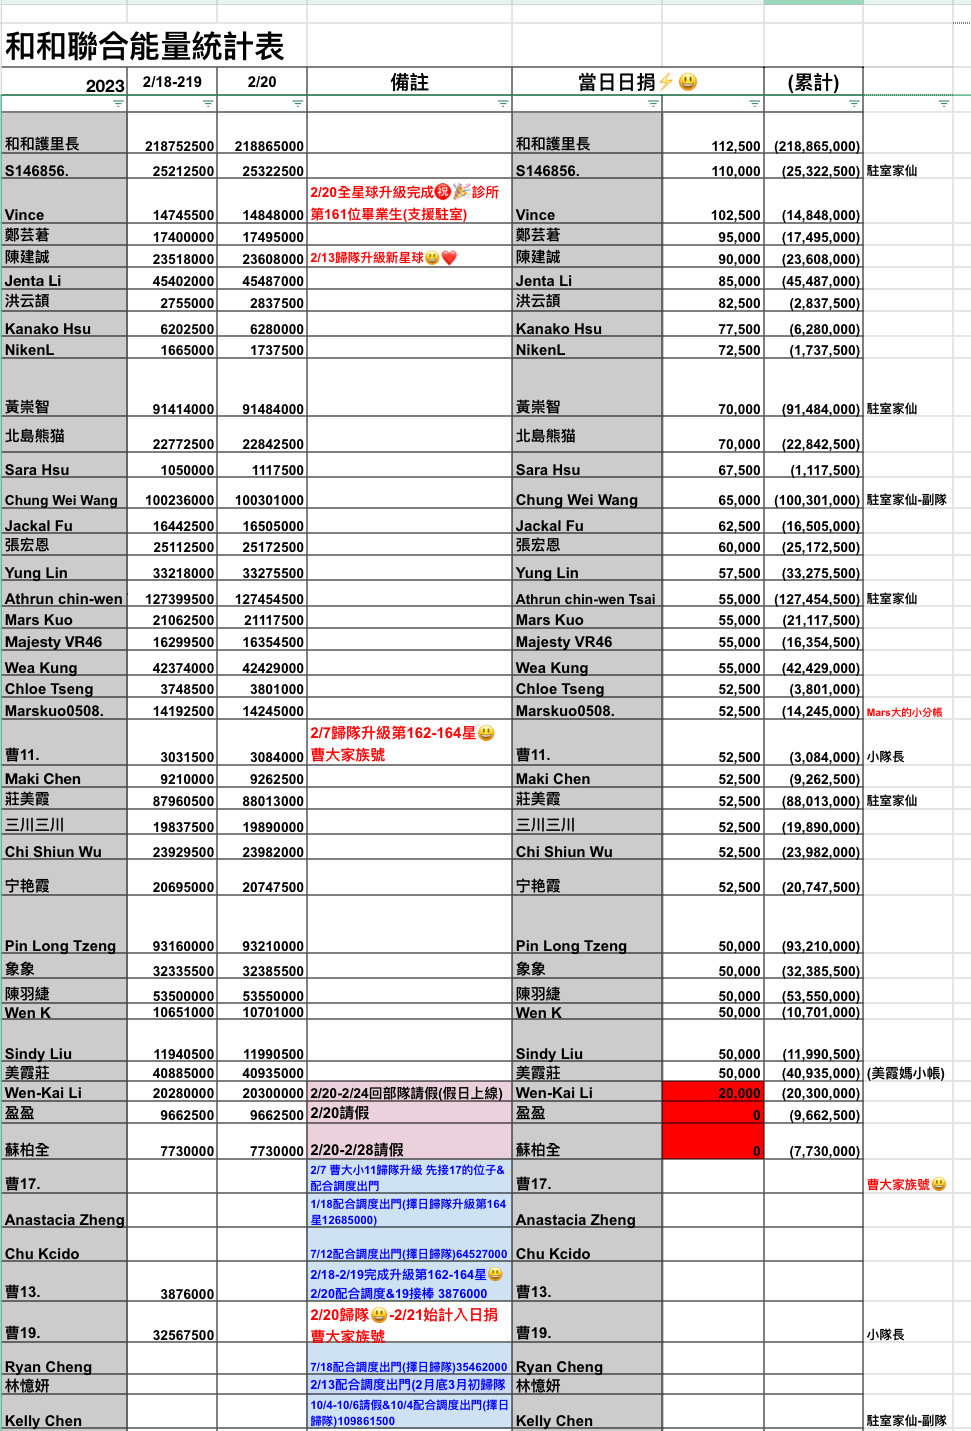 和和聯合能量統計表
2023 2/18-219 2/20 備註 當日日捐⚡😃 (累計)
和和護里長 218752500 218865000 和和護里長 112,500 (218,865,000)
S146856. 25212500 25322500 S146856. 110,000 (25,322,500) 駐室家仙
2/20全星球升級完成㊗️🎉診所
第161位畢業生(支援駐室)
Vince 14745500 14848000 Vince 102,500 (14,848,000)
鄭芸蓍 17400000 17495000 鄭芸蓍 95,000 (17,495,000)
陳建誠 23518000 23608000 2/13歸隊升級新星球😃❤️ 陳建誠 90,000 (23,608,000)
Jenta Li 45402000 45487000 Jenta Li 85,000 (45,487,000)
洪云頡 2755000 2837500 洪云頡 82,500 (2,837,500)
Kanako Hsu 6202500 6280000 Kanako Hsu 77,500 (6,280,000)
NikenL 1665000 1737500 NikenL 72,500 (1,737,500)
黃崇智 91414000 91484000 黃崇智 70,000 (91,484,000) 駐室家仙
北島熊猫 22772500 22842500 北島熊猫 70,000 (22,842,500)
Sara Hsu 1050000 1117500 Sara Hsu 67,500 (1,117,500)
Chung Wei Wang 100236000 100301000 Chung Wei Wang 65,000 (100,301,000) 駐室家仙-副隊
Jackal Fu 16442500 16505000 Jackal Fu 62,500 (16,505,000)
張宏恩 25112500 25172500 張宏恩 60,000 (25,172,500)
Yung Lin 33218000 33275500 Yung Lin 57,500 (33,275,500)
Athrun chin-wen 127399500 127454500 Athrun chin-wen Tsai 55,000 (127,454,500) 駐室家仙
Mars Kuo 21062500 21117500 Mars Kuo 55,000 (21,117,500)
Majesty VR46 16299500 16354500 Majesty VR46 55,000 (16,354,500)
Wea Kung 42374000 42429000 Wea Kung 55,000 (42,429,000)
Chloe Tseng 3748500 3801000 Chloe Tseng 52,500 (3,801,000)
Marskuo0508. 14192500 14245000 Marskuo0508. 52,500 (14,245,000) Mars大的小分帳
2/7歸隊升級第162-164星😃
曹大家族號
曹11. 3031500 3084000 曹11. 52,500 (3,084,000) 小隊長
Maki Chen 9210000 9262500 Maki Chen 52,500 (9,262,500)
莊美霞 87960500 88013000 莊美霞 52,500 (88,013,000) 駐室家仙
三川三川 19837500 19890000 三川三川 52,500 (19,890,000)
Chi Shiun Wu 23929500 23982000 Chi Shiun Wu 52,500 (23,982,000)
宁艳霞 20695000 20747500 宁艳霞 52,500 (20,747,500)
Pin Long Tzeng 93160000 93210000 Pin Long Tzeng 50,000 (93,210,000)
象象 32335500 32385500 象象 50,000 (32,385,500)
陳羽緁 53500000 53550000 陳羽緁 50,000 (53,550,000)
Wen K 10651000 10701000 Wen K 50,000 (10,701,000)
Sindy Liu 11940500 11990500 Sindy Liu 50,000 (11,990,500)
美霞莊 40885000 40935000 美霞莊 50,000 (40,935,000) (美霞媽小帳)
Wen-Kai Li 20280000 20300000 2/20-2/24回部隊請假(假日上線) Wen-Kai Li 20,000 (20,300,000)
盈盈 9662500 9662500 2/20請假 盈盈 0 (9,662,500)
蘇柏全 7730000 7730000 2/20-2/28請假 蘇柏全 0 (7,730,000)
2/7 曹大小11歸隊升級 先接17的位子&
配合調度出門
曹17. 曹17. 曹大家族號😃
1/18配合調度出門(擇日歸隊升級第164
星12685000)
Anastacia Zheng Anastacia Zheng
Chu Kcido 7/12配合調度出門(擇日歸隊)64527000 Chu Kcido
2/18-2/19完成升級第162-164星😃
2/20配合調度&19接棒 3876000
曹13. 3876000 曹13.
2/20歸隊😃-2/21始計入日捐
曹大家族號
曹19. 32567500 曹19. 小隊長
Ryan Cheng 7/18配合調度出門(擇日歸隊)35462000 Ryan Cheng
林憶妍 2/13配合調度出門(2月底3月初歸隊 林憶妍
10/4-10/6請假&10/4配合調度出門(擇日
歸隊)109861500
Kelly Chen Kelly Chen 駐室家仙-副隊